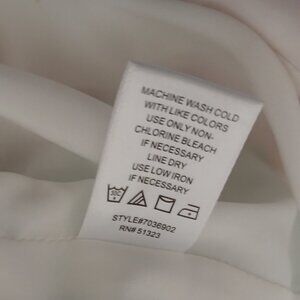 MACHINE WASH COLD
WITH LIKE COLORS
USE ONLY NON-
CHLORINE BLEACH
IF NECESSARY
LINE DRY
USE LOW IRON
IF NECESSARY
30C
STYLE#7036902
RN# 51323